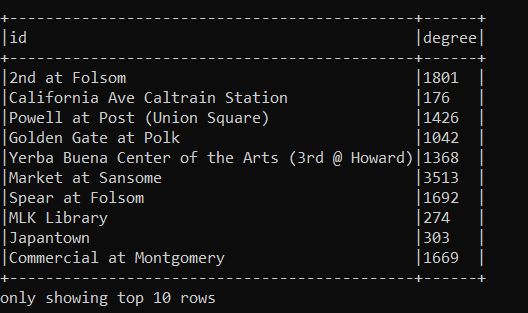 +--------------------------------------------+------+
|id                                          |degree|
+--------------------------------------------+------+
|2nd at Folsom                               |1801  |
|California Ave Caltrain Station             |176   |
|Powell at Post (Union Square)               |1426  |
|Golden Gate at Polk                         |1042  |
|Yerba Buena Center of the Arts (3rd @ Howard)|1368  |
|Market at Sansome                           |3513  |
|Spear at Folsom                             |1692  |
|MLK Library                                 |274   |
|Japantown                                   |303   |
|Commercial at Montgomery                    |1669  |
+--------------------------------------------+------+
only showing top 10 rows